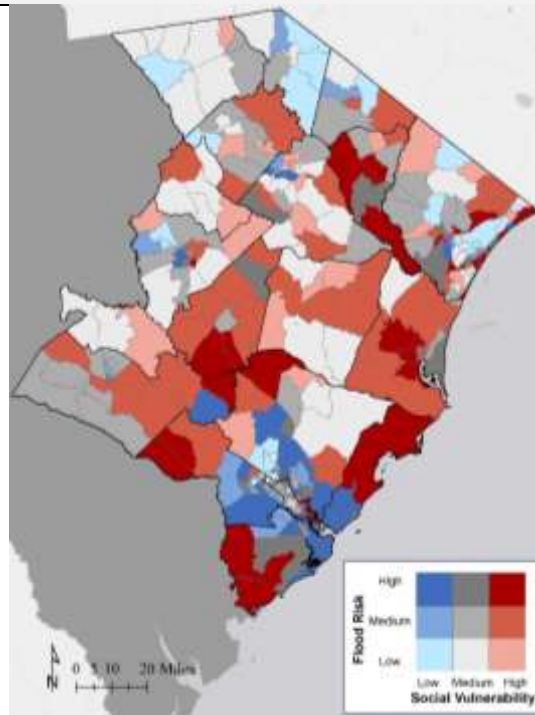 N
0 5 10 20 Miles
Flood Risk
High
Medium
Low
Low Medium High
Social Vulnerability